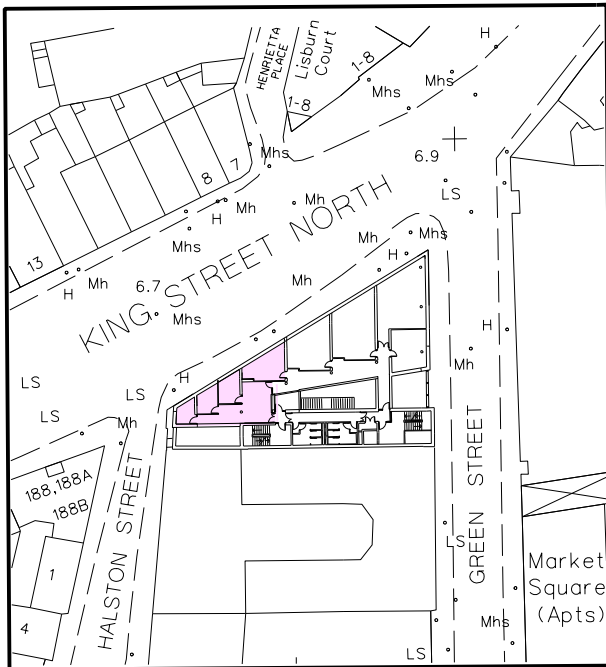 H
HENRIETTA
PLACE
Lisburn
Court
1-8
Mhs
Mhs
1-8
6.9
Mhs
7
8
LS
KING STREET NORTH
Mh
Mh
H
Mhs
Mh
Mhs
H
13
Mh
H
6.7
Mhs
H
Mh
LS
LS
H
LS
Mh
188,188A
188B
HALSTON STREET
GREEN STREET
1
4
LS
Market
Square
(Apts)
Mhs
LS